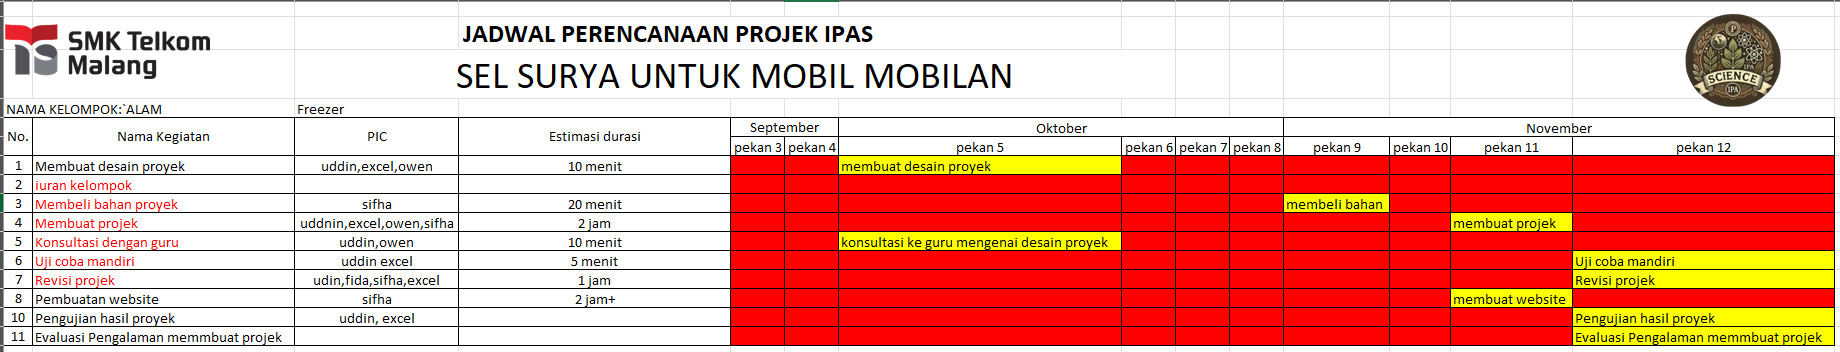 SMK Telkom
Malang
JADWAL PERENCANAAN PROJEK IPAS
SEL SURYA UNTUK MOBIL MOBILAN
P
IPA
SCIENCE
IPA
NAMA KELOMPOK:`ALAM Freezer
No. Nama Kegiatan PIC Estimasi durasi September Oktober November
pekan 3 pekan 4 pekan 5 pekan 6 pekan 7 pekan 8 pekan 9 pekan 10 pekan 11 pekan 12
1 Membuat desain proyek uddin,excel,owen 10 menit membuat desain proyek
2 iuran kelompok
3 Membeli bahan proyek sifha 20 menit membeli bahan
4 Membuat projek uddnin,excel,owen,sifha 2 jam membuat projek
5 Konsultasi dengan guru uddin,owen 10 menit konsultasi ke guru mengenai desain proyek
6 Uji coba mandiri uddin excel 5 menit Uji coba mandiri
7 Revisi projek udin,fida,sifha,excel 1 jam Revisi projek
8 Pembuatan website sifha 2 jam+ membuat website
10 Pengujian hasil proyek uddin, excel Pengujian hasil proyek
11 Evaluasi Pengalaman memmbuat projek Evaluasi Pengalaman memmbuat projek